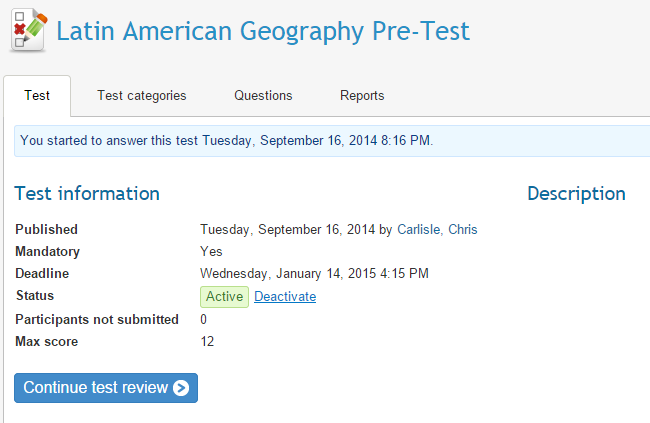 Latin American Geography Pre-Test
Test Test categories Questions Reports
You started to answer this test Tuesday, September 16, 2014 8:16 PM.
Test information Description
Published Tuesday, September 16, 2014 by Carlisle, Chris
Mandatory Yes
Deadline Wednesday, January 14, 2015 4:15 PM
Status Active Deactivate
Participants not submitted 0
Max score 12
Continue test review